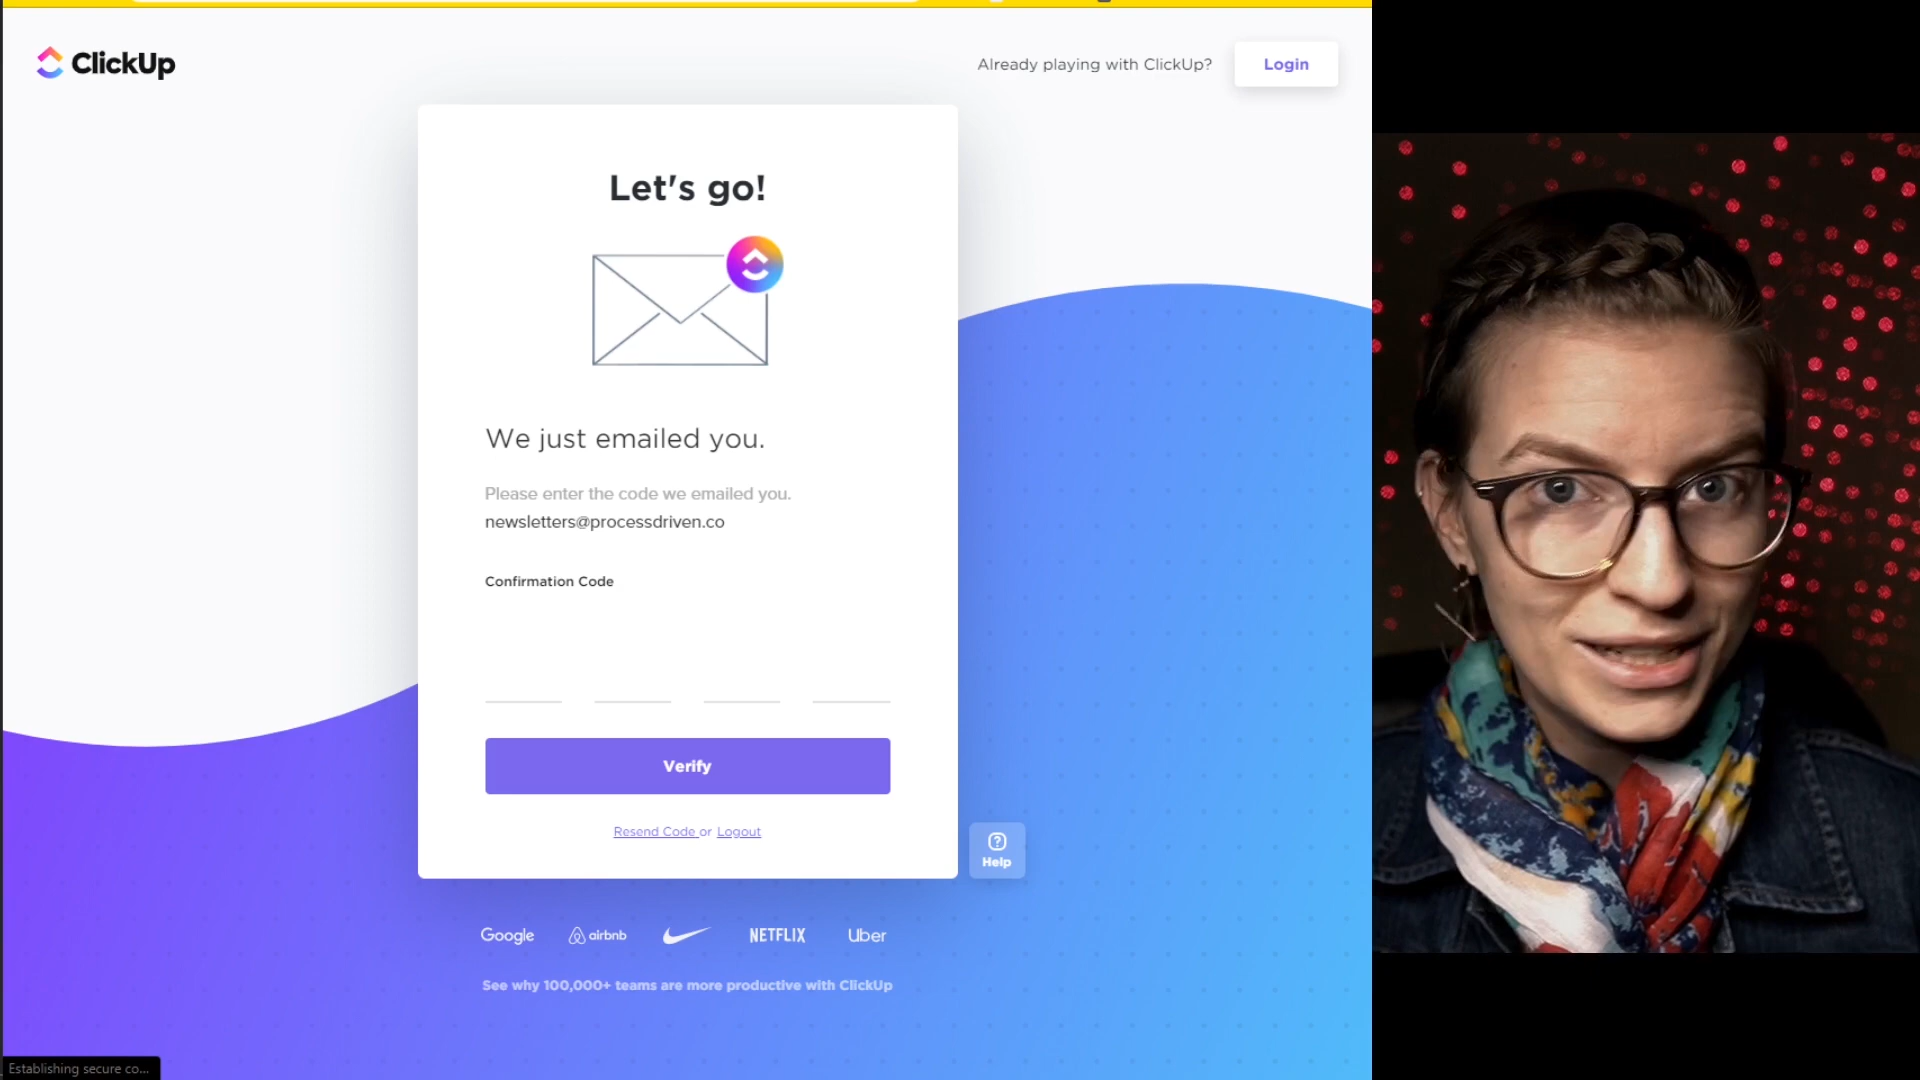 ClickUp
Already playing with ClickUp?
Login
Let's go!
We just emailed you.
Please enter the code we emailed you.
newsletters@processdriven.co
Confirmation Code
Verify
Resend Code or Logout
Help
Google
airbnb
NETFLIX
Uber
See why 100,000+ teams are more productive with ClickUp
Establishing secure co...